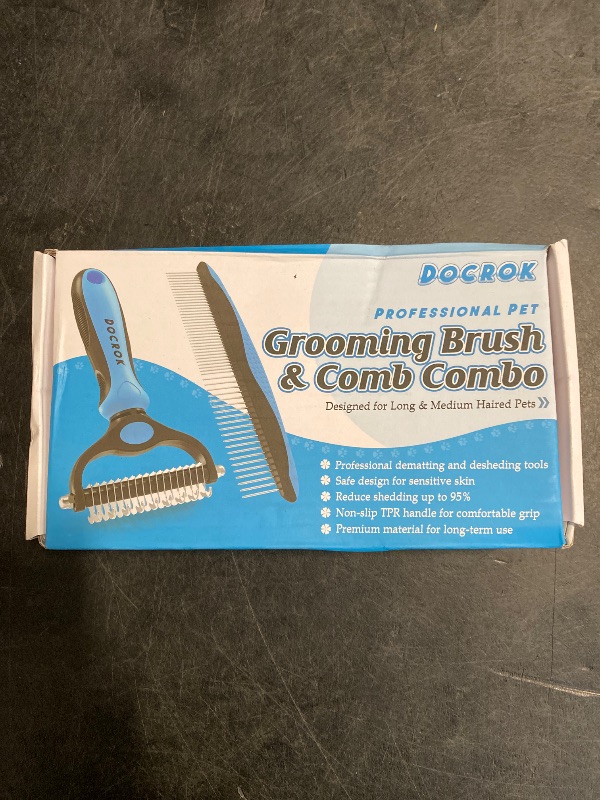 DOCROK
PROFESSIONAL PET
Grooming Brush
& Comb Combo
Designed for Long & Medium Haired Pets »
Professional dematting and desheding tools
Safe design for sensitive skin
Reduce shedding up to 95%
Non-slip TPR handle for comfortable grip
Premium material for long-term use
DOCROK